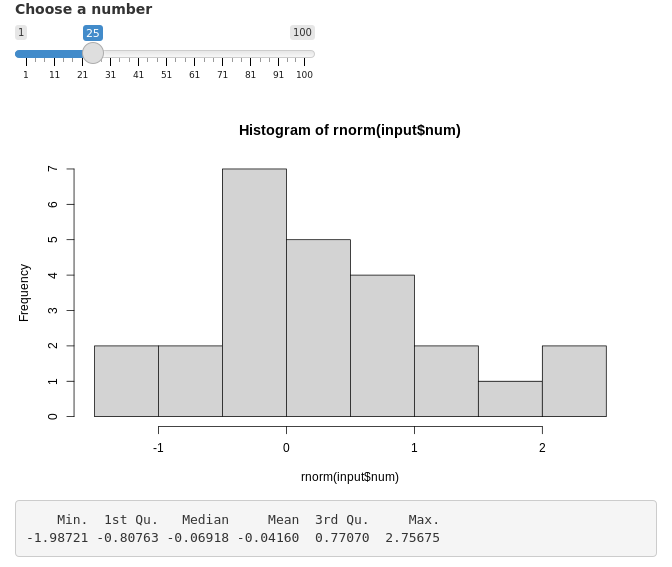 Choose a number
1 25 100
1 11 21 31 41 51 61 71 81 91 100
Histogram of rnorm(input$num)
Frequency
7
6
5
4
3
2
1
0
-1 0 1 2
rnorm(input$num)
Min. 1st Qu. Median Mean 3rd Qu. Max.
-1.98721 -0.80763 -0.06918 -0.04160 0.77070 2.75675